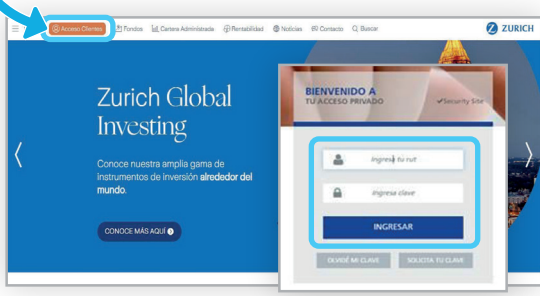 Acceso Clientes Fondos Cartera Administrada Rentabilidad Noticias Contacto Buscar ZURICH
Zurich Global
Investing
Conoce nuestra amplia gama de
instrumentos de inversión alrededor del
mundo.
CONOCE MÁS AQUÍ
BIENVENIDO A
TU ACCESO PRIVADO
Security Site
Ingresa tu rut
Ingresa clave
INGRESAR
OLVIDÉ MI CLAVE SOLICITA TU CLAVE